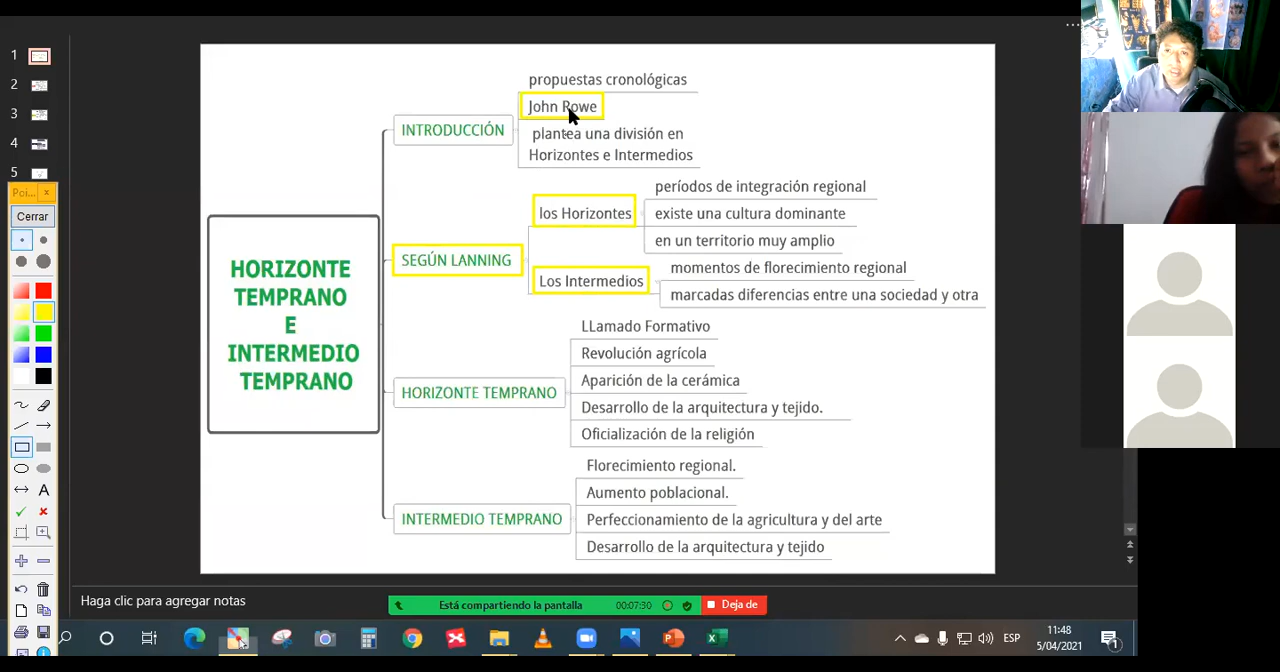 1
2
3
4
5
Poi...
Cerrar
A
HORIZONTE
TEMPRANO
E
INTERMEDIO
TEMPRANO
INTRODUCCIÓN
propuestas cronológicas
John Rowe
plantea una división en
Horizontes e Intermedios
SEGÚN LANNING
los Horizontes
períodos de integración regional
existe una cultura dominante
en un territorio muy amplio
Los Intermedios
momentos de florecimiento regional
marcadas diferencias entre una sociedad y otra
HORIZONTE TEMPRANO
LLamado Formativo
Revolución agrícola
Aparición de la cerámica
Desarrollo de la arquitectura y tejido.
Oficialización de la religión
INTERMEDIO TEMPRANO
Florecimiento regional.
Aumento poblacional.
Perfeccionamiento de la agricultura y del arte
Desarrollo de la arquitectura y tejido
Haga clic para agregar notas
Está compartiendo la pantalla
00:07:30
Deja de
ESP
11:48
5/04/2021
1